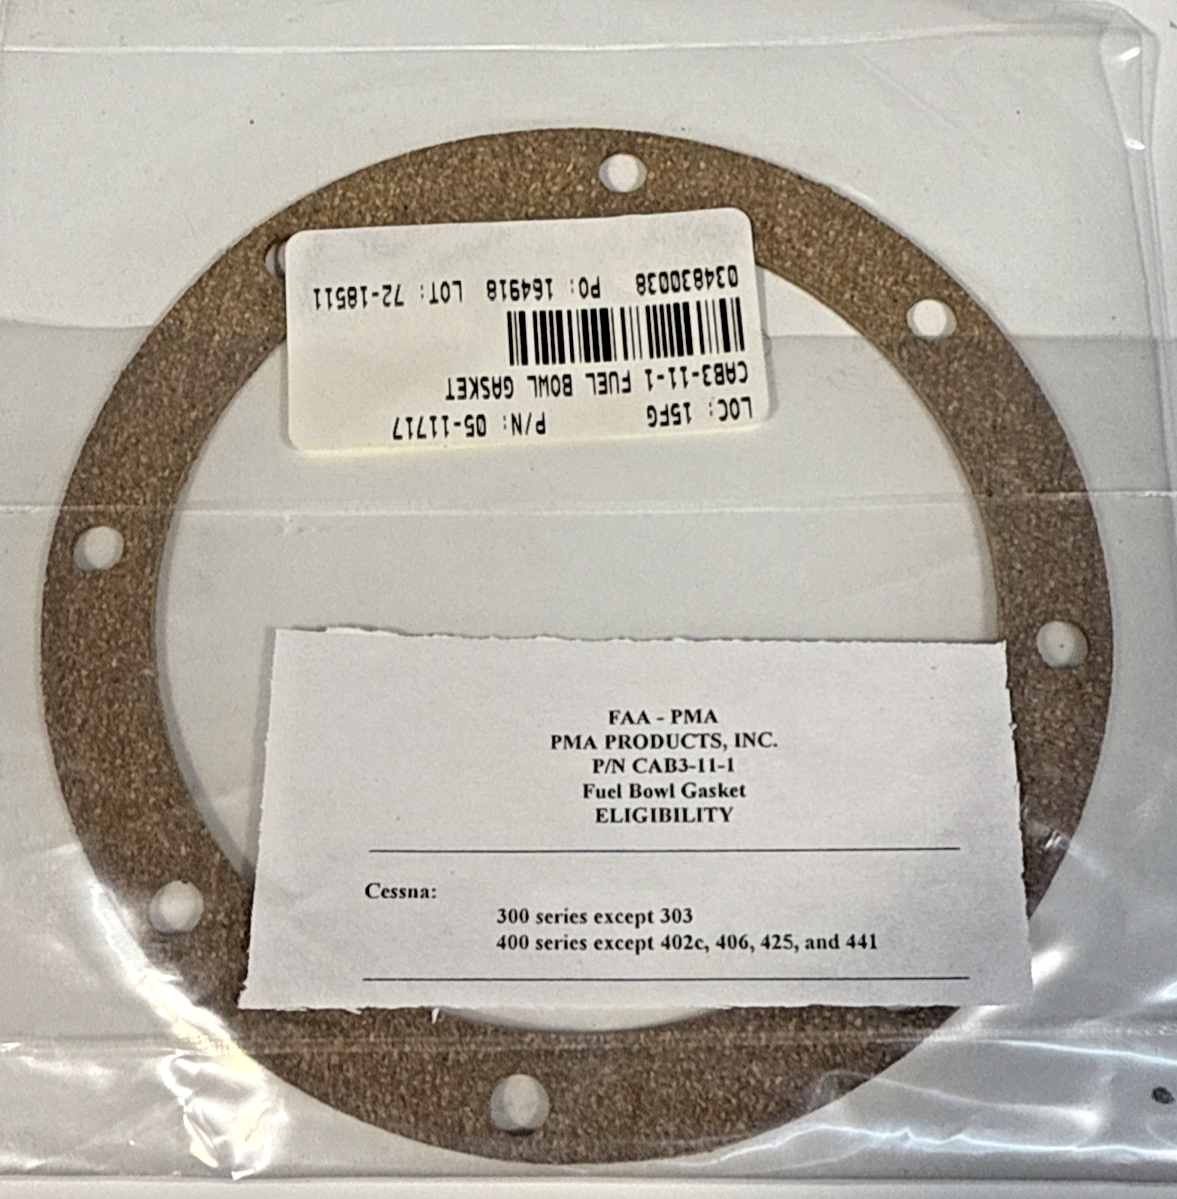 LOC: 15FG P/N: 05-11717
CAB3-11-1 FUEL BOWL GASKET
034830038 PO: 164918 LOT: 72-18511
FAA - PMA
PMA PRODUCTS, INC.
P/N CAB3-11-1
Fuel Bowl Gasket
ELIGIBILITY
Cessna:
300 series except 303
400 series except 402c, 406, 425, and 441